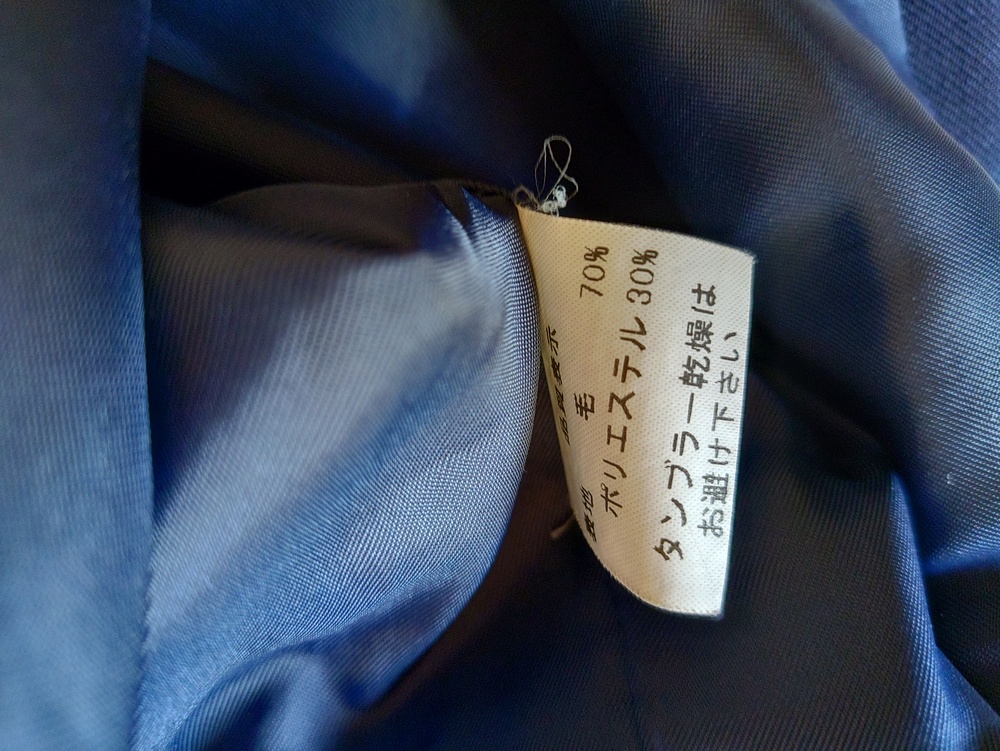 品質表示
表地
毛 70%
ポリエステル 30%
タンブラー乾燥は
お避け下さい